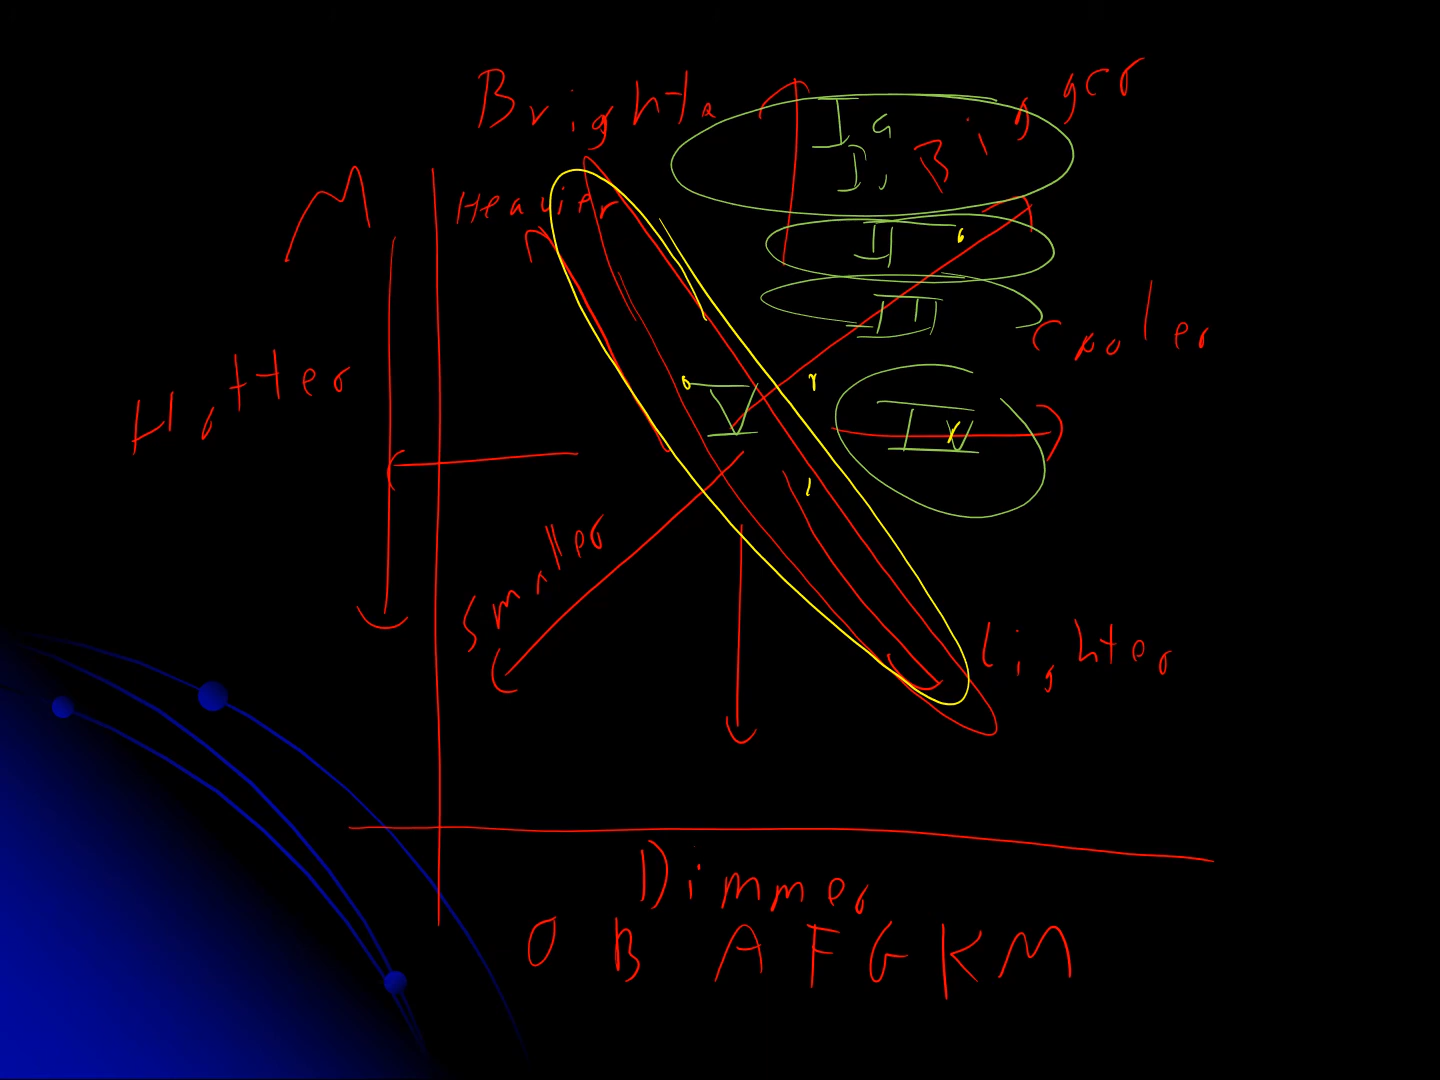 Brighter
Bigger
Ia
Ib
M
Heavier
II
III
Cooler
Hotter
V
IV
Smaller
Lighter
Dimmer
O B A F G K M